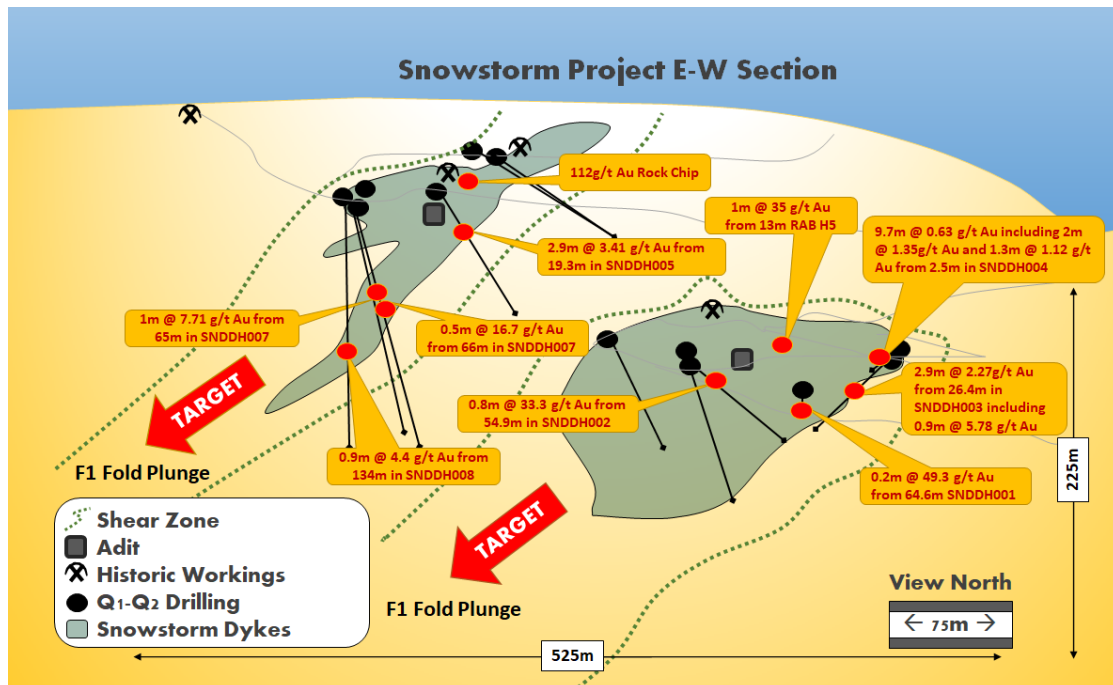 Snowstorm Project E-W Section
112g/t Au Rock Chip
1m @ 35 g/t Au
from 13m RAB H5
9.7m @ 0.63 g/t Au including 2m
@ 1.35g/t Au and 1.3m @ 1.12 g/t
Au from 2.5m in SNDDH004
2.9m @ 3.41 g/t Au from
19.3m in SNDDH005
1m @ 7.71 g/t Au from
65m in SNDDH007
0.5m @ 16.7 g/t Au
from 66m in SNDDH007
2.9m @ 2.27g/t Au
from 26.4m in
SNDDH003 including
0.9m @ 5.78 g/t Au
0.8m @ 33.3 g/t Au from
54.9m in SNDDH002
0.9m @ 4.4 g/t Au from
134m in SNDDH008
0.2m @ 49.3 g/t Au
from 64.6m SNDDH001
TARGET
F1 Fold Plunge
TARGET
F1 Fold Plunge
225m
Shear Zone
Adit
Historic Workings
Q1-Q2 Drilling
Snowstorm Dykes
View North
← 75m →
525m